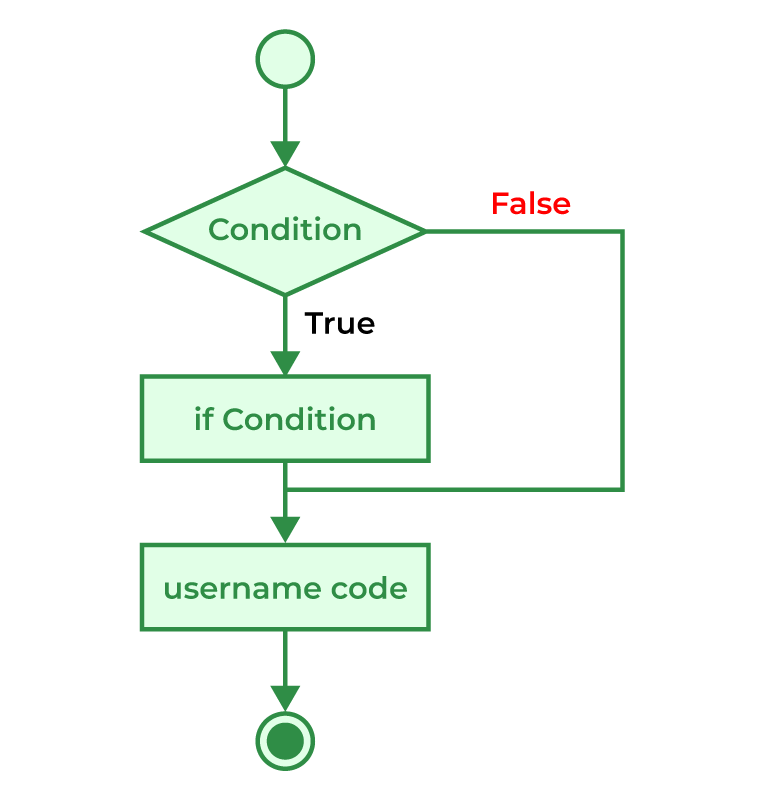 Condition
False
True
if Condition
username code